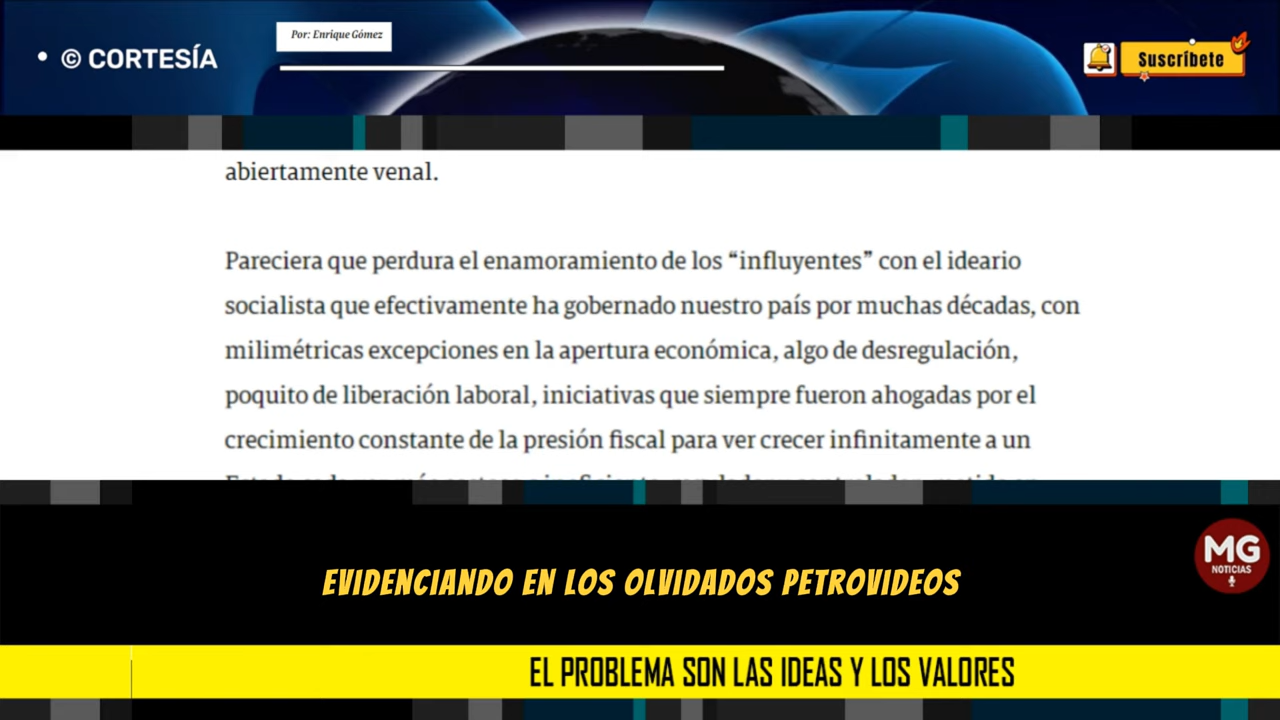 © CORTESÍA
Por: Enrique Gómez
Suscríbete
abiertamente venal.
Pareciera que perdura el enamoramiento de los “influyentes” con el ideario
socialista que efectivamente ha gobernado nuestro país por muchas décadas, con
milimétricas excepciones en la apertura económica, algo de desregulación,
poquito de liberación laboral, iniciativas que siempre fueron ahogadas por el
crecimiento constante de la presión fiscal para ver crecer infinitamente a un
MG
NOTICIAS
EVIDENCIANDO EN LOS OLVIDADOS PETROVIDEOS
EL PROBLEMA SON LAS IDEAS Y LOS VALORES